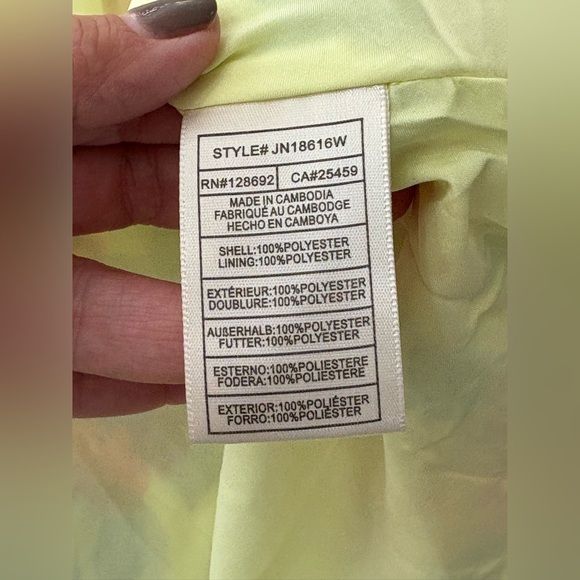 STYLE# JN18616W
RN#128692 CA#25459
MADE IN CAMBODIA
FABRIQUÉ AU CAMBODGE
HECHO EN CAMBOYA
SHELL:100%POLYESTER
LINING:100%POLYESTER
EXTÉRIEUR:100%POLYESTER
DOUBLURE:100%POLYESTER
AUßERHALB:100%POLYESTER
FUTTER:100%POLYESTER
ESTERNO:100%POLIESTERE
FODERA:100%POLIESTERE
EXTERIOR:100%POLIÉSTER
FORRO:100%POLIÉSTER